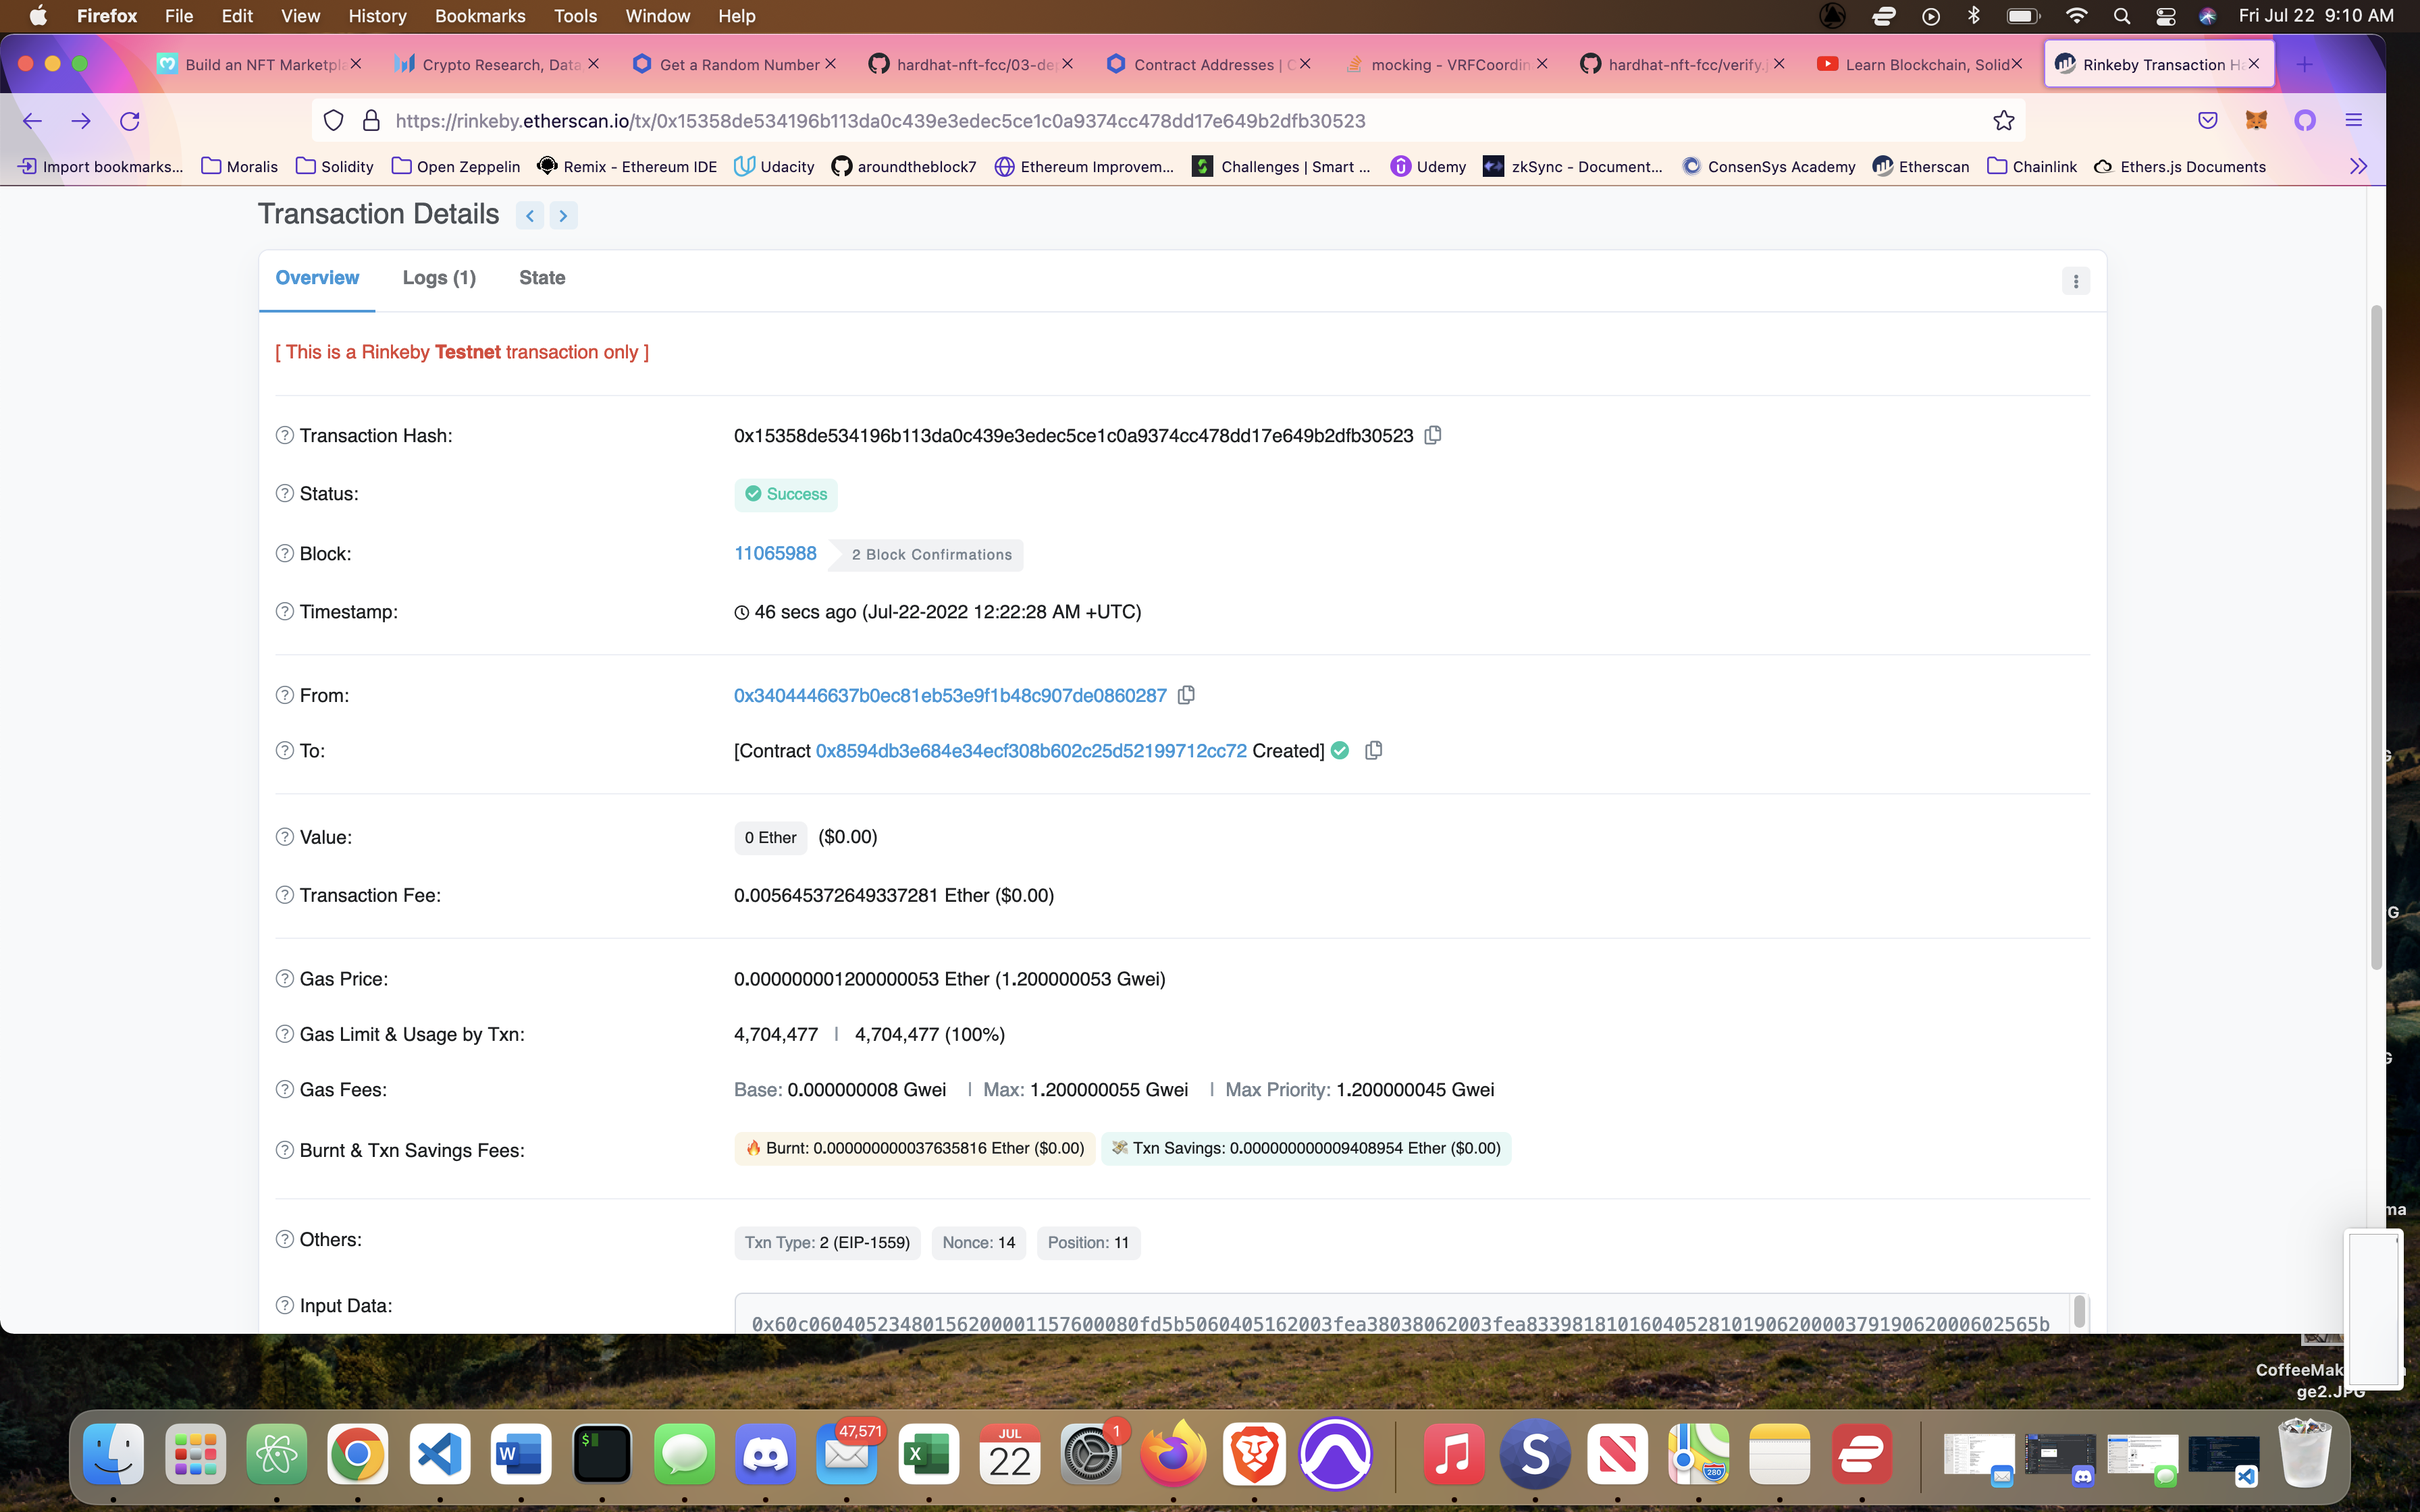 Firefox File Edit View History Bookmarks Tools Window Help Fri Jul 22 9:10 AM
Build an NFT Marketpla Crypto Research, Data, Get a Random Number hardhat-nft-fcc/03-dep Contract Addresses | C mocking - VRFCoordin hardhat-nft-fcc/verify.j Learn Blockchain, Solid Rinkeby Transaction Ha
https://rinkeby.etherscan.io/tx/0x15358de534196b113da0c439e3edec5ce1c0a9374cc478dd17e649b2dfb30523
Import bookmarks... Moralis Solidity Open Zeppelin Remix - Ethereum IDE Udacity aroundtheblock7 Ethereum Improvem... Challenges | Smart ... Udemy zkSync - Document... ConsenSys Academy Etherscan Chainlink Ethers.js Documents
Transaction Details
Overview Logs (1) State
[ This is a Rinkeby Testnet transaction only ]
Transaction Hash: 0x15358de534196b113da0c439e3edec5ce1c0a9374cc478dd17e649b2dfb30523
Status: Success
Block: 11065988 2 Block Confirmations
Timestamp: 46 secs ago (Jul-22-2022 12:22:28 AM +UTC)
From: 0x3404446637b0ec81eb53e9f1b48c907de0860287
To: [Contract 0x8594db3e684e34ecf308b602c25d52199712cc72 Created]
Value: 0 Ether ($0.00)
Transaction Fee: 0.005645372649337281 Ether ($0.00)
Gas Price: 0.000000001200000053 Ether (1.200000053 Gwei)
Gas Limit & Usage by Txn: 4,704,477 | 4,704,477 (100%)
Gas Fees: Base: 0.000000008 Gwei | Max: 1.200000055 Gwei | Max Priority: 1.200000045 Gwei
Burnt & Txn Savings Fees: Burnt: 0.000000000037635816 Ether ($0.00) Txn Savings: 0.000000000009408954 Ether ($0.00)
Others: Txn Type: 2 (EIP-1559) Nonce: 14 Position: 11
Input Data: 0x60c06040523480156200001157600080fd5b5060405162003fea38038062003fea833981810160405281019062000037919062000602565b
CoffeeMak
ge2.JPG
47,571
JUL
22
1
280